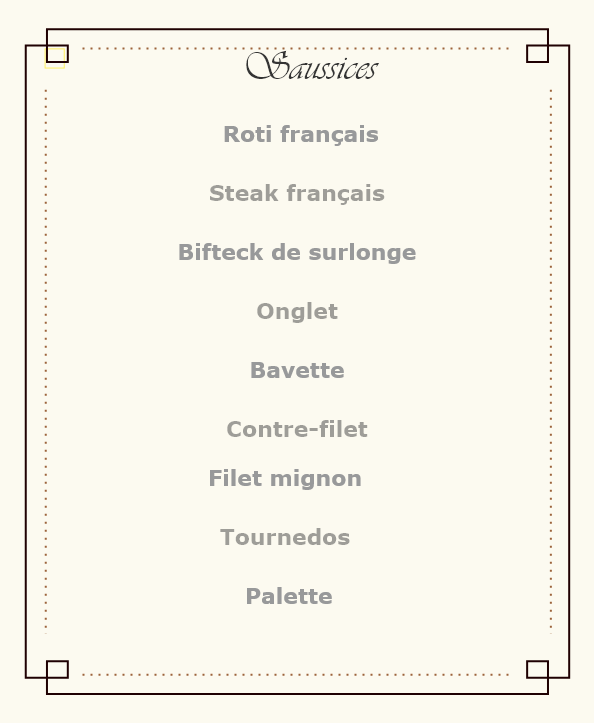 Saussices
Roti français
Steak français
Bifteck de surlonge
Onglet
Bavette
Contre-filet
Filet mignon
Tournedos
Palette